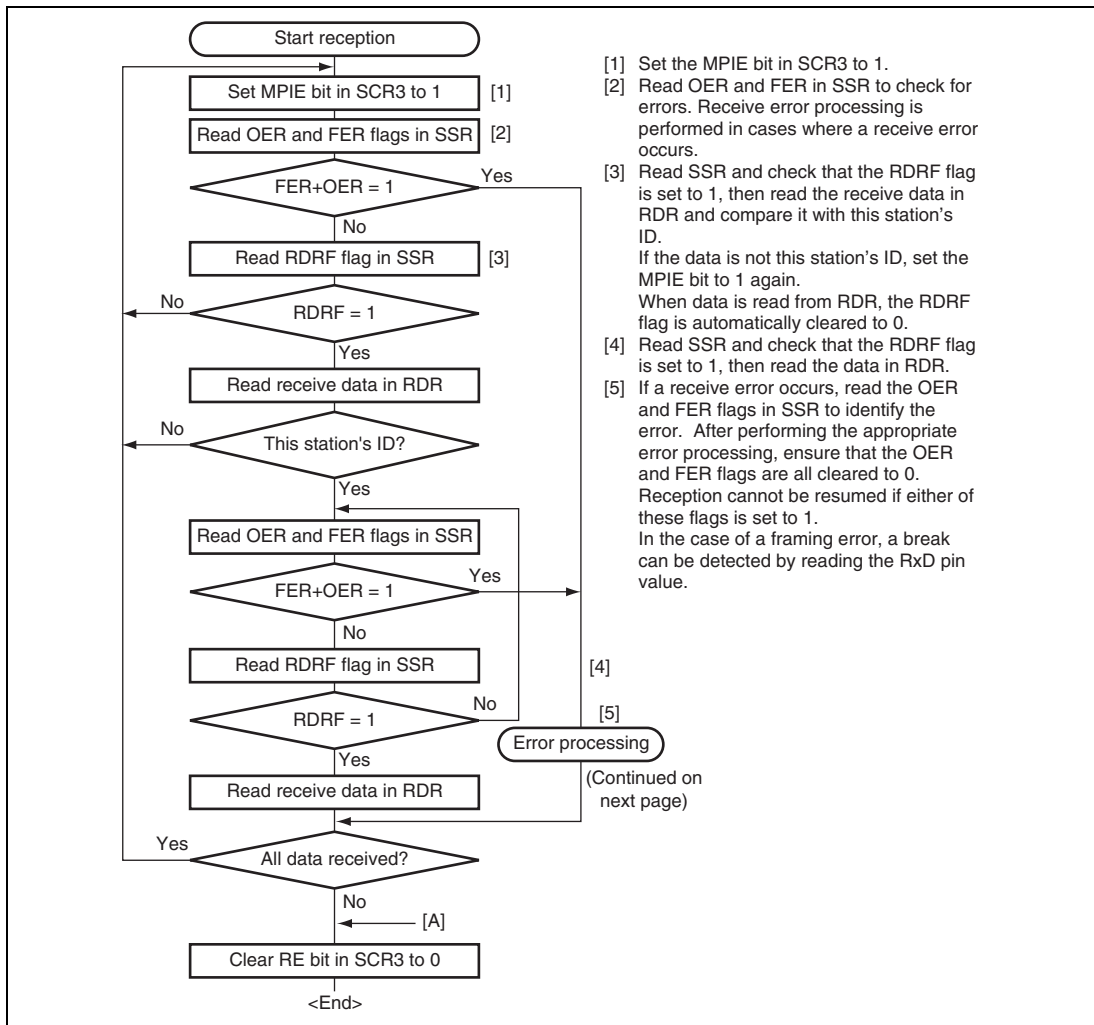 Start reception
Set MPIE bit in SCR3 to 1 [1]
Read OER and FER flags in SSR [2]
FER+OER = 1
Yes
No
Read RDRF flag in SSR [3]
No
RDRF = 1
Yes
Read receive data in RDR
No
This station's ID?
Yes
Read OER and FER flags in SSR
Yes
FER+OER = 1
No
Read RDRF flag in SSR
[4]
No
RDRF = 1
[5]
Error processing
Yes
(Continued on
next page)
Read receive data in RDR
Yes
All data received?
No
[A]
Clear RE bit in SCR3 to 0
<End>
[1] Set the MPIE bit in SCR3 to 1.
[2] Read OER and FER in SSR to check for
errors. Receive error processing is
performed in cases where a receive error
occurs.
[3] Read SSR and check that the RDRF flag
is set to 1, then read the receive data in
RDR and compare it with this station's
ID.
If the data is not this station's ID, set the
MPIE bit to 1 again.
When data is read from RDR, the RDRF
flag is automatically cleared to 0.
[4] Read SSR and check that the RDRF flag
is set to 1, then read the data in RDR.
[5] If a receive error occurs, read the OER
and FER flags in SSR to identify the
error. After performing the appropriate
error processing, ensure that the OER
and FER flags are all cleared to 0.
Reception cannot be resumed if either of
these flags is set to 1.
In the case of a framing error, a break
can be detected by reading the RxD pin
value.